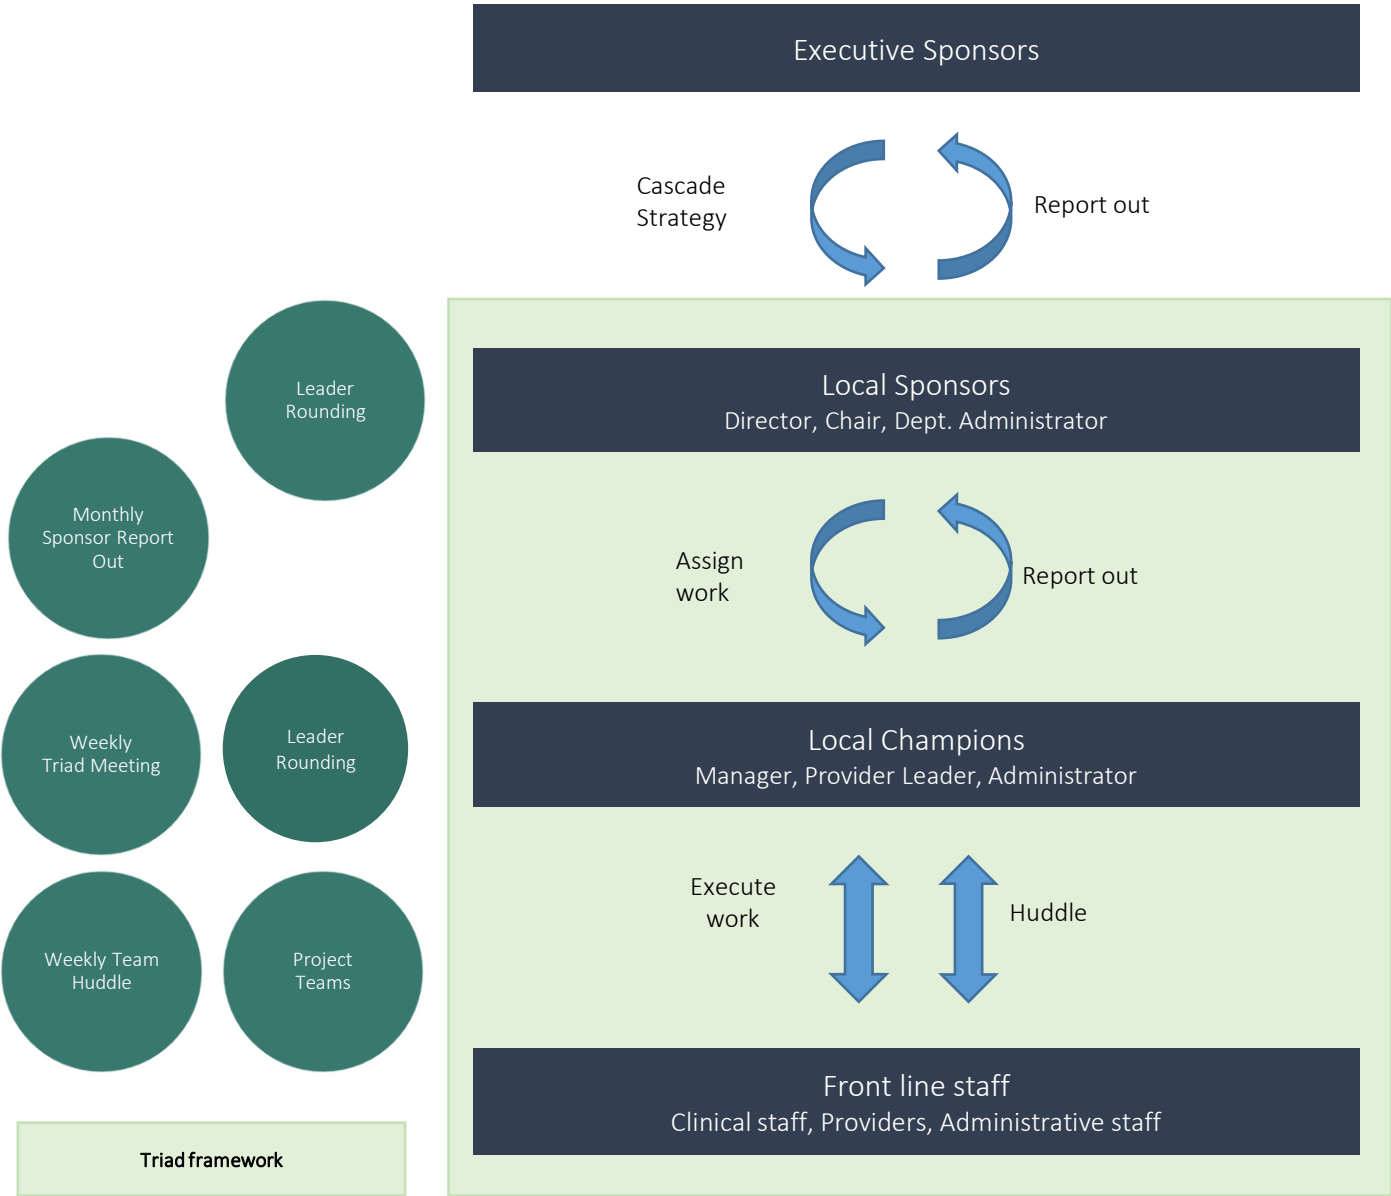 Executive Sponsors
Cascade
Strategy
Report out
Leader
Rounding
Local Sponsors
Director, Chair, Dept. Administrator
Monthly
Sponsor Report
Out
Assign
work
Report out
Weekly
Triad Meeting
Leader
Rounding
Local Champions
Manager, Provider Leader, Administrator
Execute
work
Huddle
Weekly Team
Huddle
Project
Teams
Front line staff
Clinical staff, Providers, Administrative staff
Triad framework